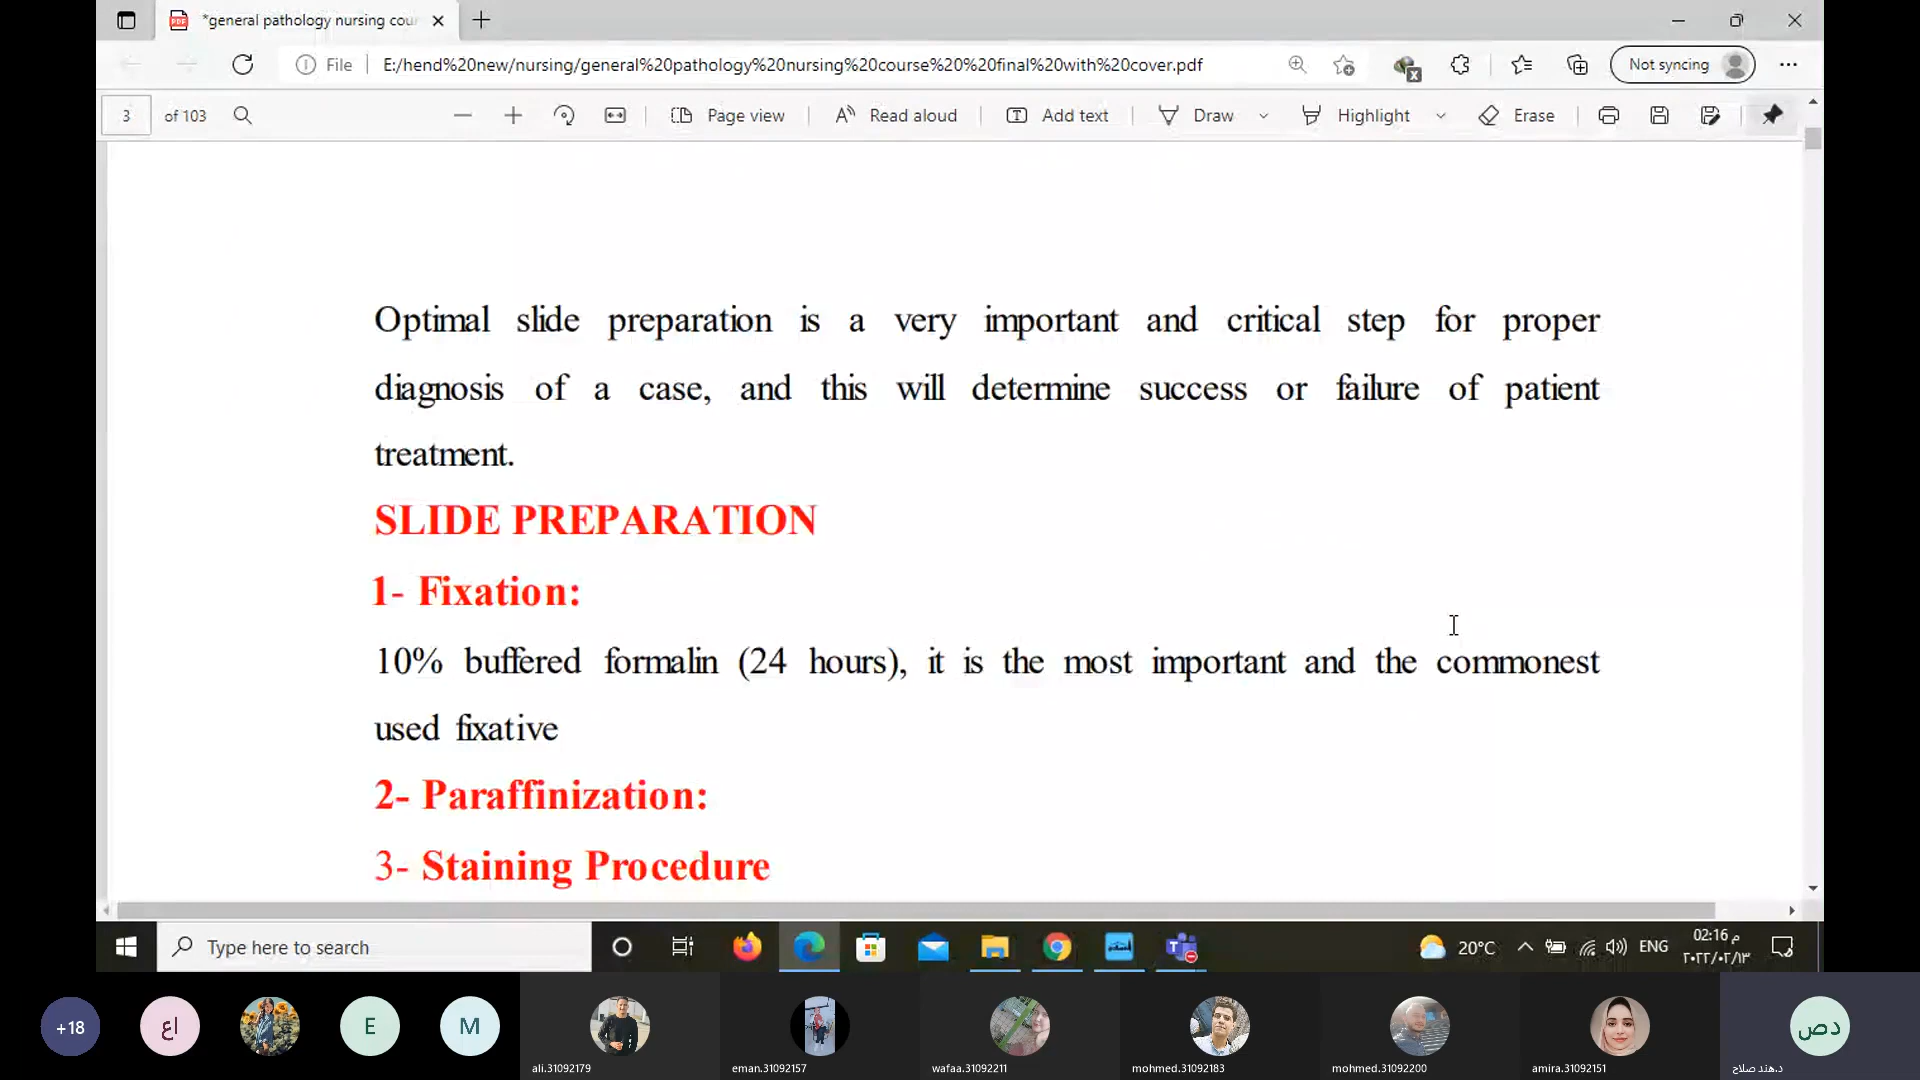 *general pathology nursing cou
File
E:/hend%20new/nursing/general%20pathology%20nursing%20course%20%20final%20with%20cover.pdf
Not syncing
3
of 103
Page view
Read aloud
Add text
Draw
Highlight
Erase
Optimal slide preparation is a very important and critical step for proper
diagnosis of a case, and this will determine success or failure of patient
treatment.
SLIDE PREPARATION
1- Fixation:
10% buffered formalin (24 hours), it is the most important and the commonest
used fixative
2- Paraffinization:
3- Staining Procedure
Type here to search
20°C
ENG
02:16 م
٢٠٢٢/٠٢/١٣
+18
اع
E
M
دص
ali.31092179
eman.31092157
wafaa.31092211
mohmed.31092183
mohmed.31092200
amira.31092151
د.هند صلاح